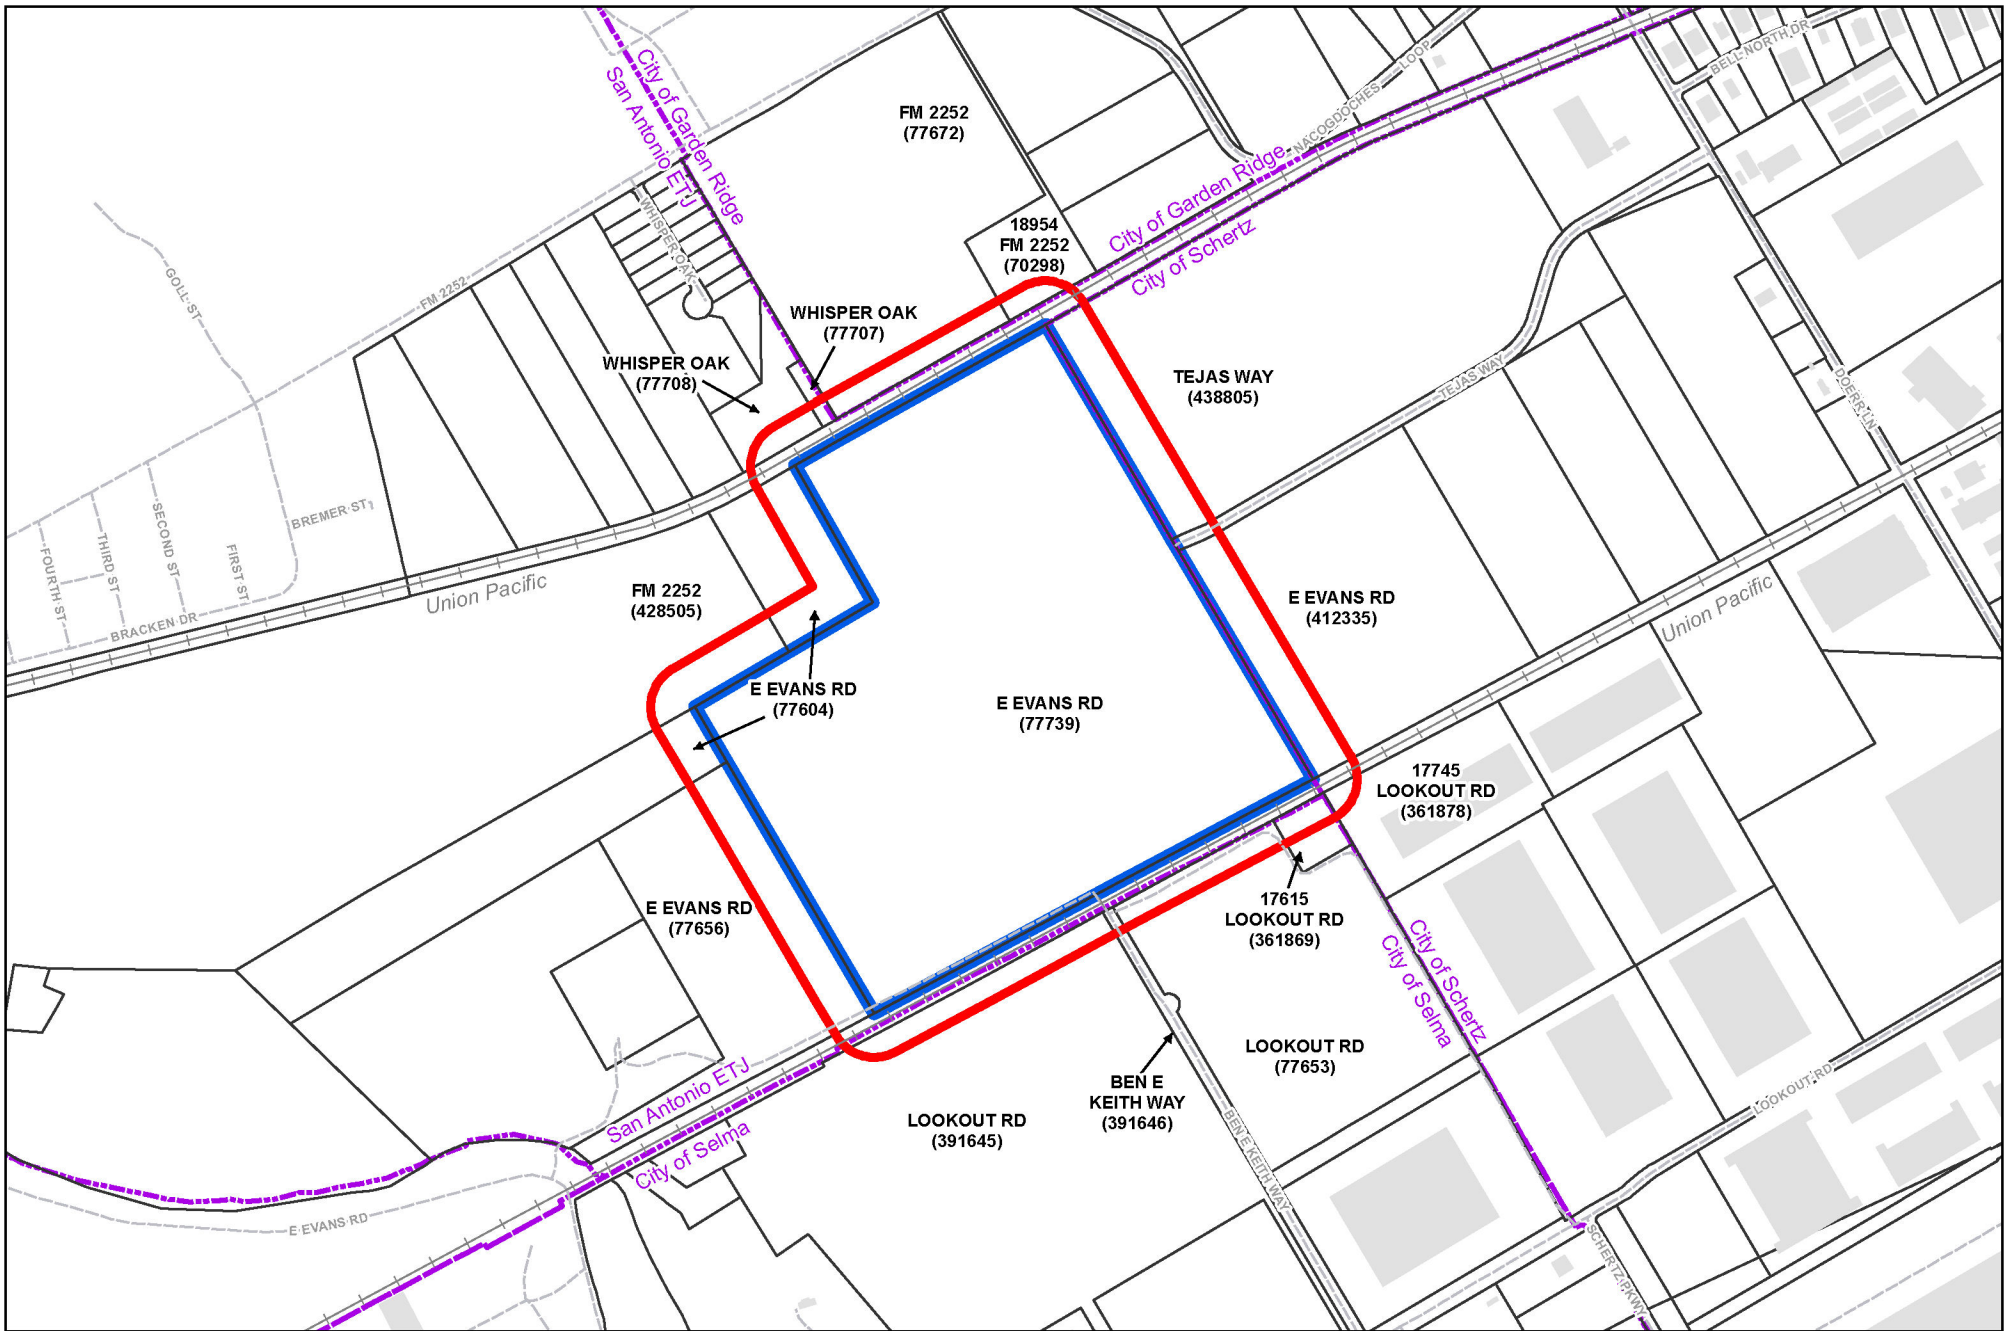 City of Garden Ridge
San Antonio ETJ
FM 2252
(77672)
NACOGDOCHES LOOP
BELL NORTH DR
WHISPER OAK
GOLL ST
FM 2252
18954
FM 2252
(70298)
City of Garden Ridge
City of Schertz
WHISPER OAK
(77707)
WHISPER OAK
(77708)
TEJAS WAY
(438805)
TEJAS WAY
DOERR LN
BREMER ST
SECOND ST
THIRD ST
FOURTH ST
FIRST ST
BRACKEN DR
Union Pacific
FM 2252
(428505)
E EVANS RD
(412335)
Union Pacific
E EVANS RD
(77604)
E EVANS RD
(77739)
17745
LOOKOUT RD
(361878)
E EVANS RD
(77656)
17615
LOOKOUT RD
(361869)
City of Schertz
City of Selma
LOOKOUT RD
(77653)
BEN E
KEITH WAY
(391646)
LOOKOUT RD
(391645)
San Antonio ETJ
City of Selma
BEN E KEITH WAY
LOOKOUT RD
E EVANS RD
SCHERTZ PKWY